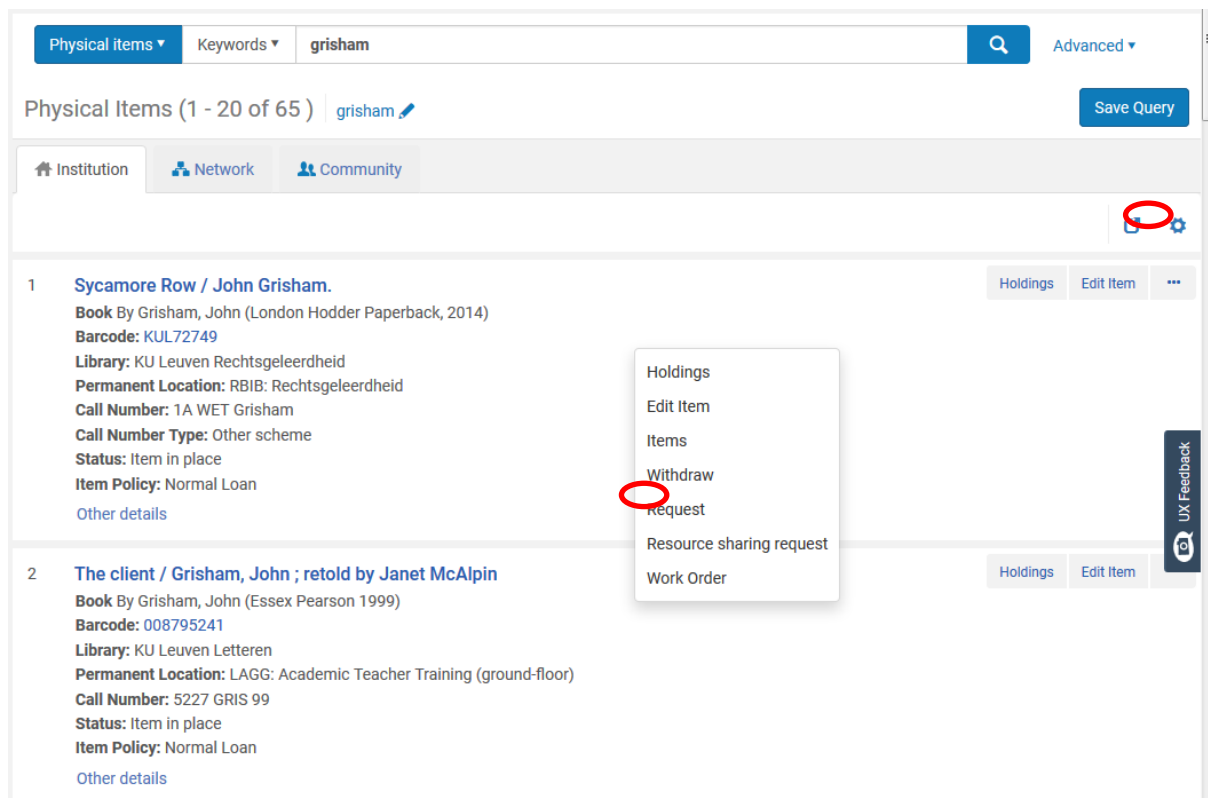 Physical items Keywords grisham Advanced
Physical Items (1 - 20 of 65 ) grisham Save Query
Institution Network Community
1 Sycamore Row / John Grisham. Holdings Edit Item ...
Book By Grisham, John (London Hodder Paperback, 2014)
Barcode: KUL72749
Library: KU Leuven Rechtsgeleerdheid
Permanent Location: RBIB: Rechtsgeleerdheid
Call Number: 1A WET Grisham
Call Number Type: Other scheme
Status: Item in place
Item Policy: Normal Loan
Other details
Holdings
Edit Item
Items
Withdraw
Request
Resource sharing request
Work Order
UX Feedback
2 The client / Grisham, John ; retold by Janet McAlpin Holdings Edit Item
Book By Grisham, John (Essex Pearson 1999)
Barcode: 008795241
Library: KU Leuven Letteren
Permanent Location: LAGG: Academic Teacher Training (ground-floor)
Call Number: 5227 GRIS 99
Status: Item in place
Item Policy: Normal Loan
Other details